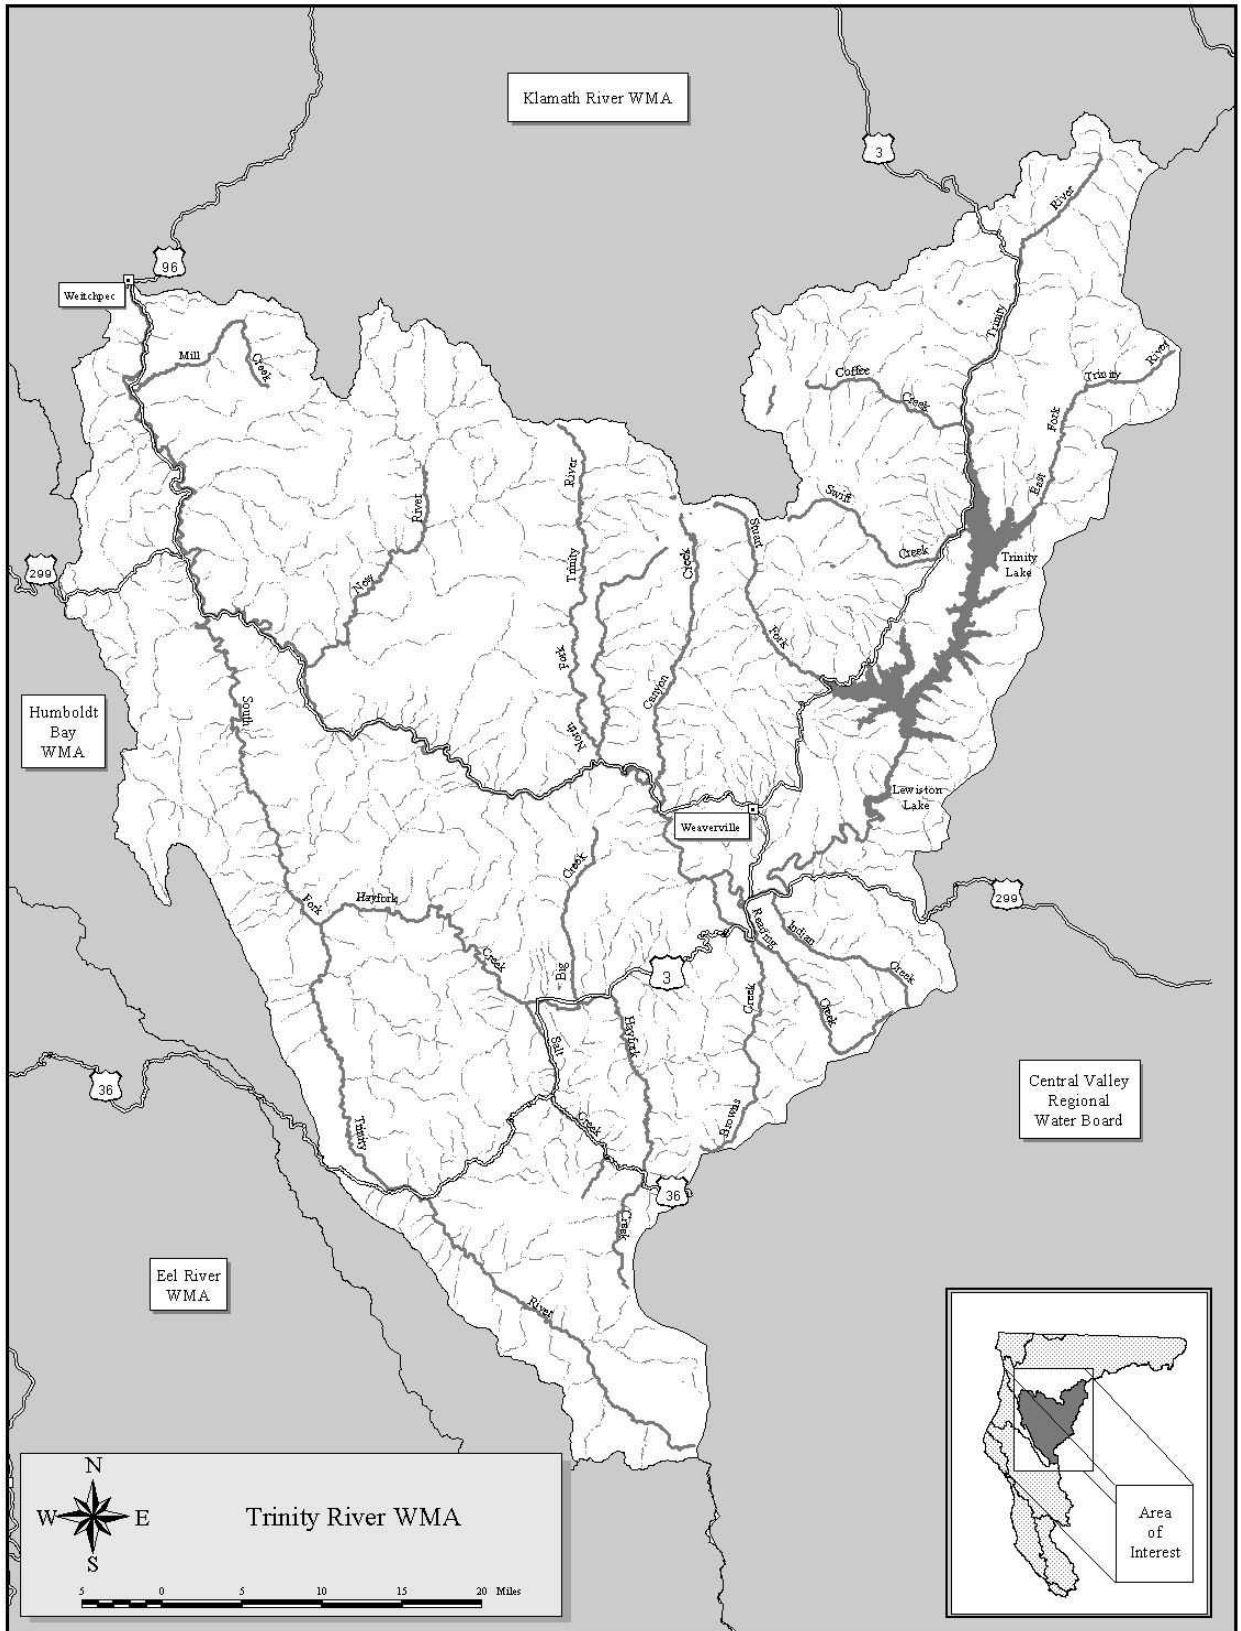 Klamath River WMA
3
River
96
Weitchpec
Trinity
Mill
Creek
River
Trinity
Coffee
Creek
Fork
East
River
River
Swift
Creek
Stuart
Fork
Creek
Trinity
Lake
299
New
Trinity
Fork
North
Canyon
South
Humboldt
Bay
WMA
Lewiston
Lake
Weaverville
Creek
Big
Hayfork
Creek
Fork
299
Reading
Creek
Indian
Creek
3
Creek
Browns
Hayfork
Salt
Creek
36
Central Valley
Regional
Water Board
Trinity
36
Creek
Eel River
WMA
River
N
W
E
S
Trinity River WMA
5 0 5 10 15 20 Miles
Area
of
Interest